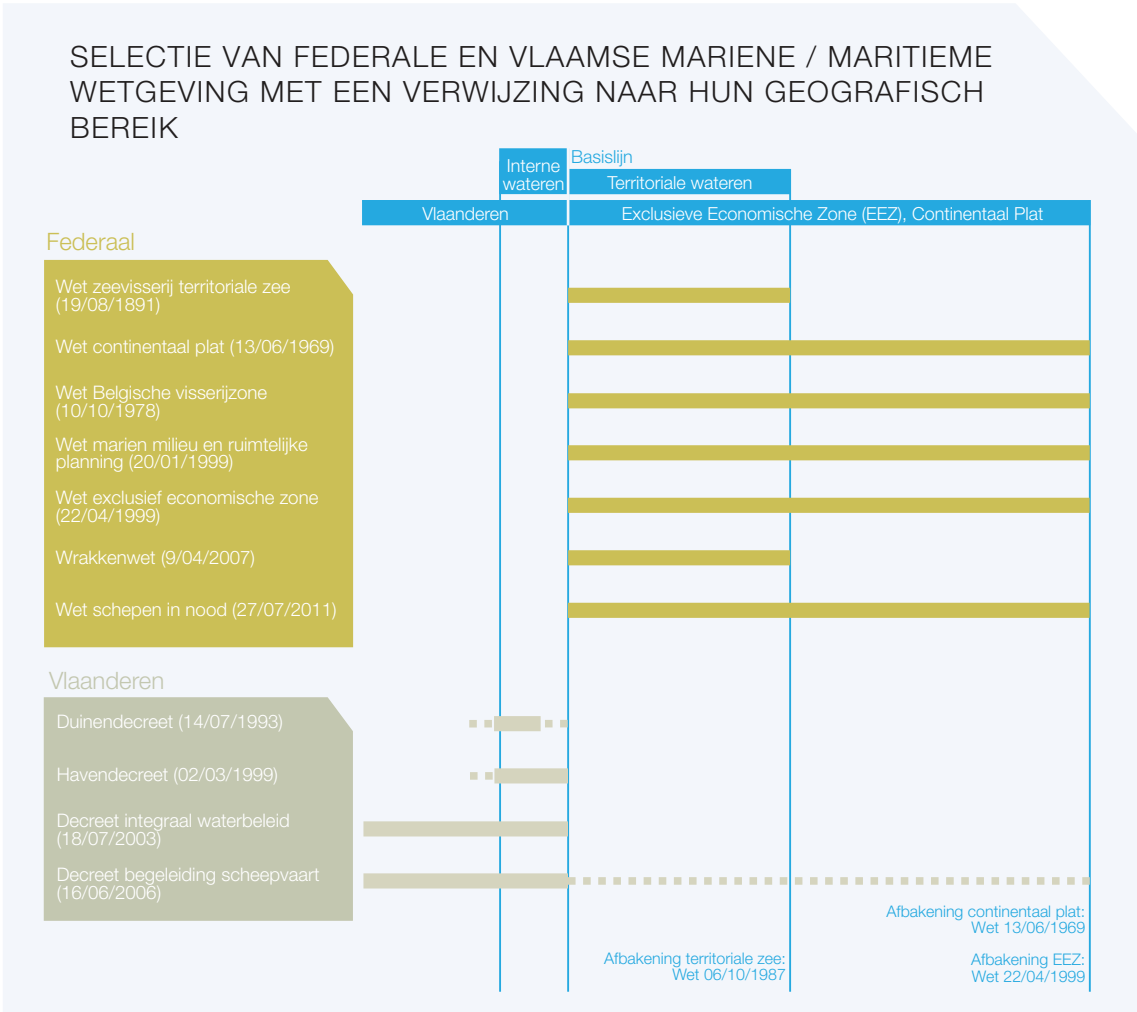 SELECTIE VAN FEDERALE EN VLAAMSE MARIENE / MARITIEME
WETGEVING MET EEN VERWIJZING NAAR HUN GEOGRAFISCH
BEREIK
Interne
wateren
Basislijn
Territoriale wateren
Vlaanderen
Exclusieve Economische Zone (EEZ), Continentaal Plat
Federaal
Wet zeevisserij territoriale zee
(19/08/1891)
Wet continentaal plat (13/06/1969)
Wet Belgische visserijzone
(10/10/1978)
Wet marien milieu en ruimtelijke
planning (20/01/1999)
Wet exclusief economische zone
(22/04/1999)
Wrakkenwet (9/04/2007)
Wet schepen in nood (27/07/2011)
Vlaanderen
Duinendecreet (14/07/1993)
Havendecreet (02/03/1999)
Decreet integraal waterbeleid
(18/07/2003)
Decreet begeleiding scheepvaart
(16/06/2006)
Afbakening continentaal plat:
Wet 13/06/1969
Afbakening territoriale zee:
Wet 06/10/1987
Afbakening EEZ:
Wet 22/04/1999